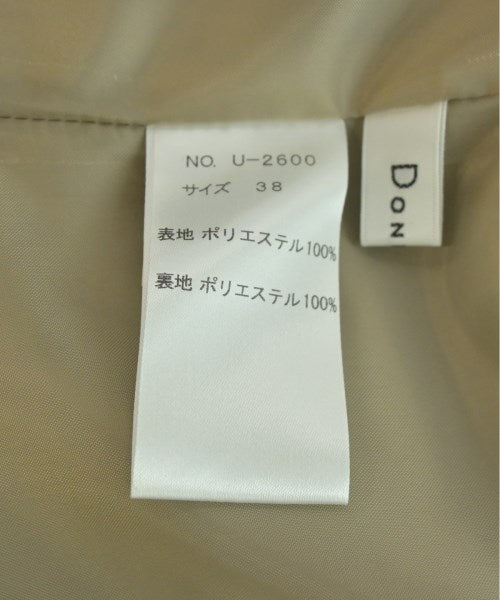 NO. U-2600
サイズ 38
表地 ポリエステル100%
裏地 ポリエステル100%
DON